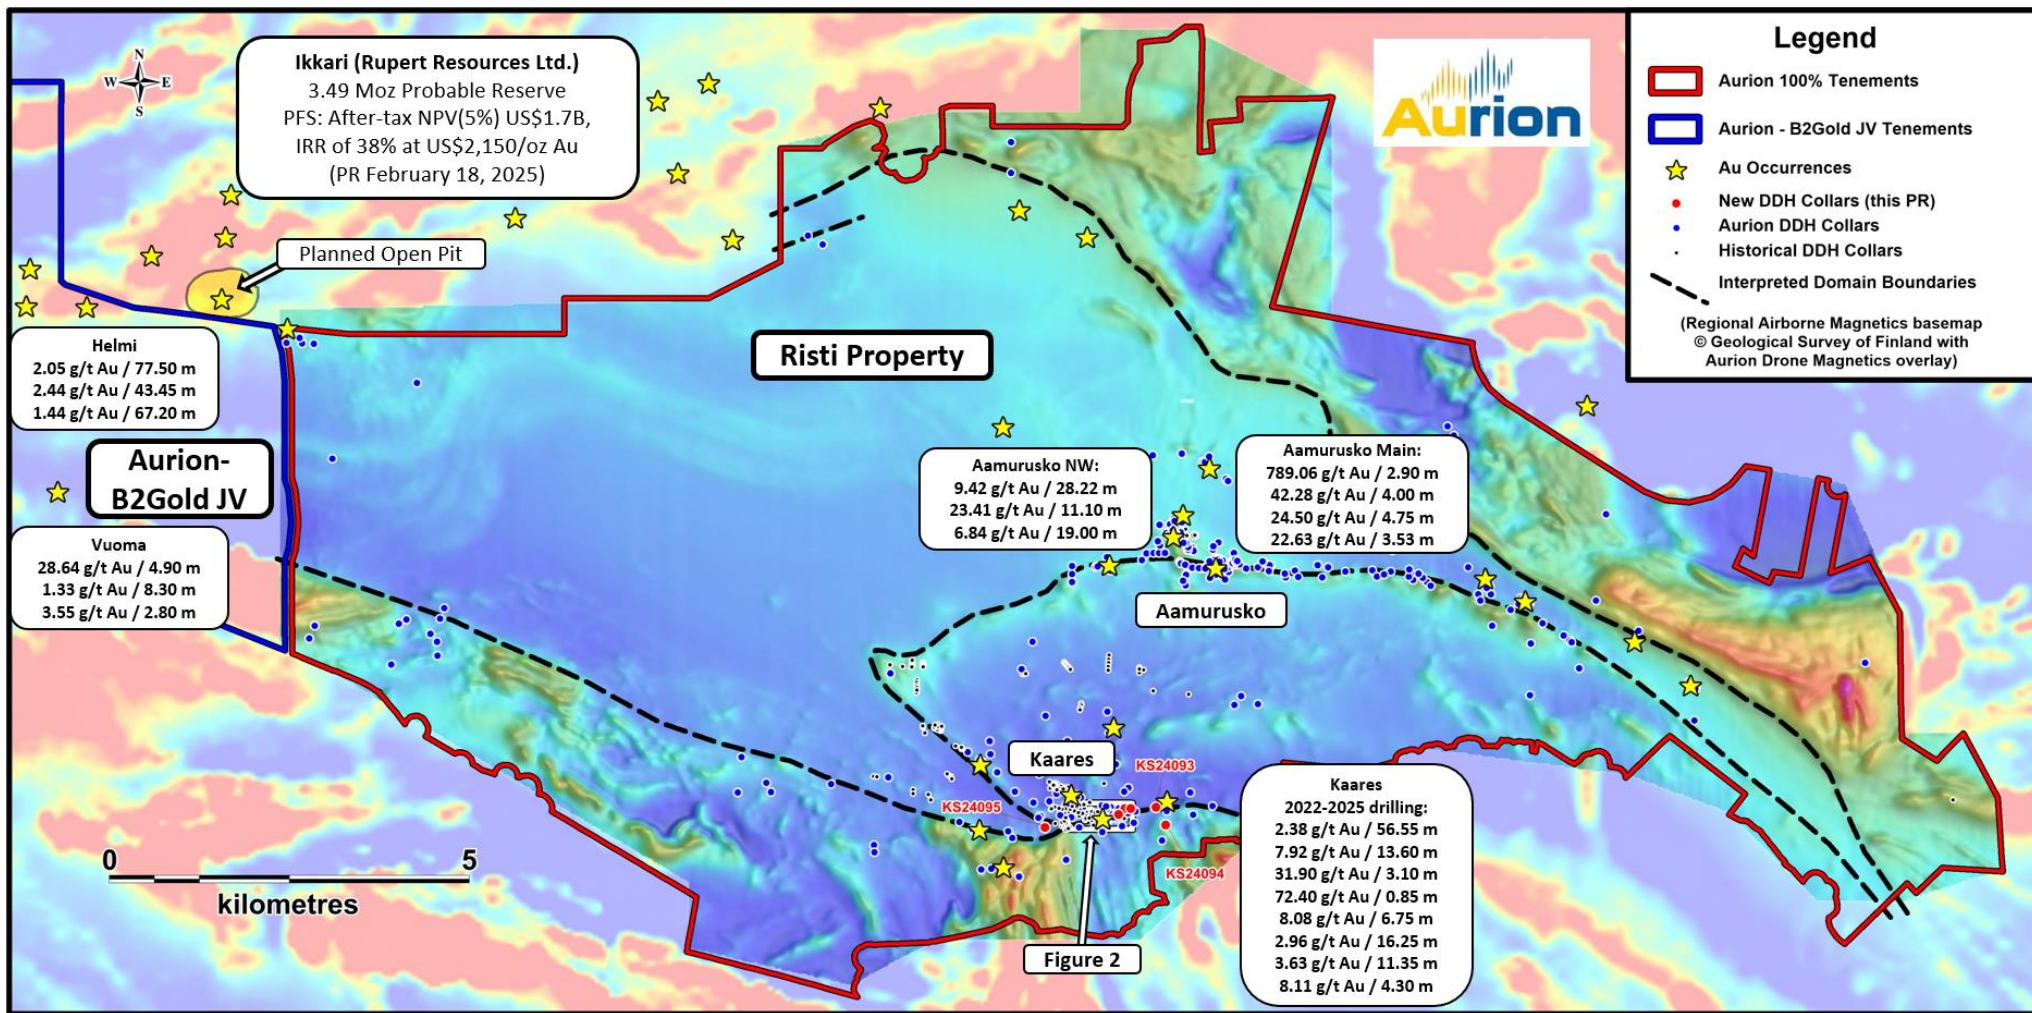 N
W E
S
Ikkari (Rupert Resources Ltd.)
3.49 Moz Probable Reserve
PFS: After-tax NPV(5%) US$1.7B,
IRR of 38% at US$2,150/oz Au
(PR February 18, 2025)
Planned Open Pit
Aurion
Legend
Aurion 100% Tenements
Aurion - B2Gold JV Tenements
Au Occurrences
New DDH Collars (this PR)
Aurion DDH Collars
Historical DDH Collars
Interpreted Domain Boundaries
(Regional Airborne Magnetics basemap
© Geological Survey of Finland with
Aurion Drone Magnetics overlay)
Helmi
2.05 g/t Au / 77.50 m
2.44 g/t Au / 43.45 m
1.44 g/t Au / 67.20 m
Risti Property
Aurion-
B2Gold JV
Vuoma
28.64 g/t Au / 4.90 m
1.33 g/t Au / 8.30 m
3.55 g/t Au / 2.80 m
Aamurusko NW:
9.42 g/t Au / 28.22 m
23.41 g/t Au / 11.10 m
6.84 g/t Au / 19.00 m
Aamurusko Main:
789.06 g/t Au / 2.90 m
42.28 g/t Au / 4.00 m
24.50 g/t Au / 4.75 m
22.63 g/t Au / 3.53 m
Aamurusko
Kaares
KS24093
KS24095
KS24094
Kaares
2022-2025 drilling:
2.38 g/t Au / 56.55 m
7.92 g/t Au / 13.60 m
31.90 g/t Au / 3.10 m
72.40 g/t Au / 0.85 m
8.08 g/t Au / 6.75 m
2.96 g/t Au / 16.25 m
3.63 g/t Au / 11.35 m
8.11 g/t Au / 4.30 m
0 5
kilometres
Figure 2